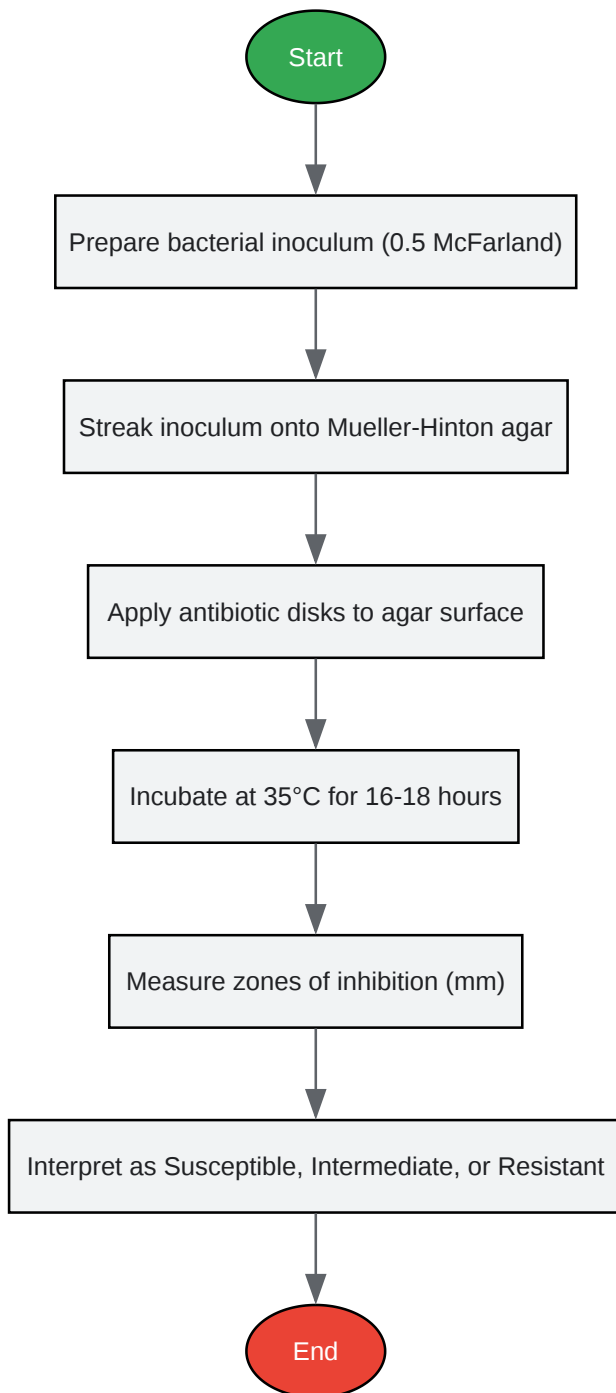 Start
Prepare bacterial inoculum (0.5 McFarland)
Streak inoculum onto Mueller-Hinton agar
Apply antibiotic disks to agar surface
Incubate at 35°C for 16-18 hours
Measure zones of inhibition (mm)
Interpret as Susceptible, Intermediate, or Resistant
End